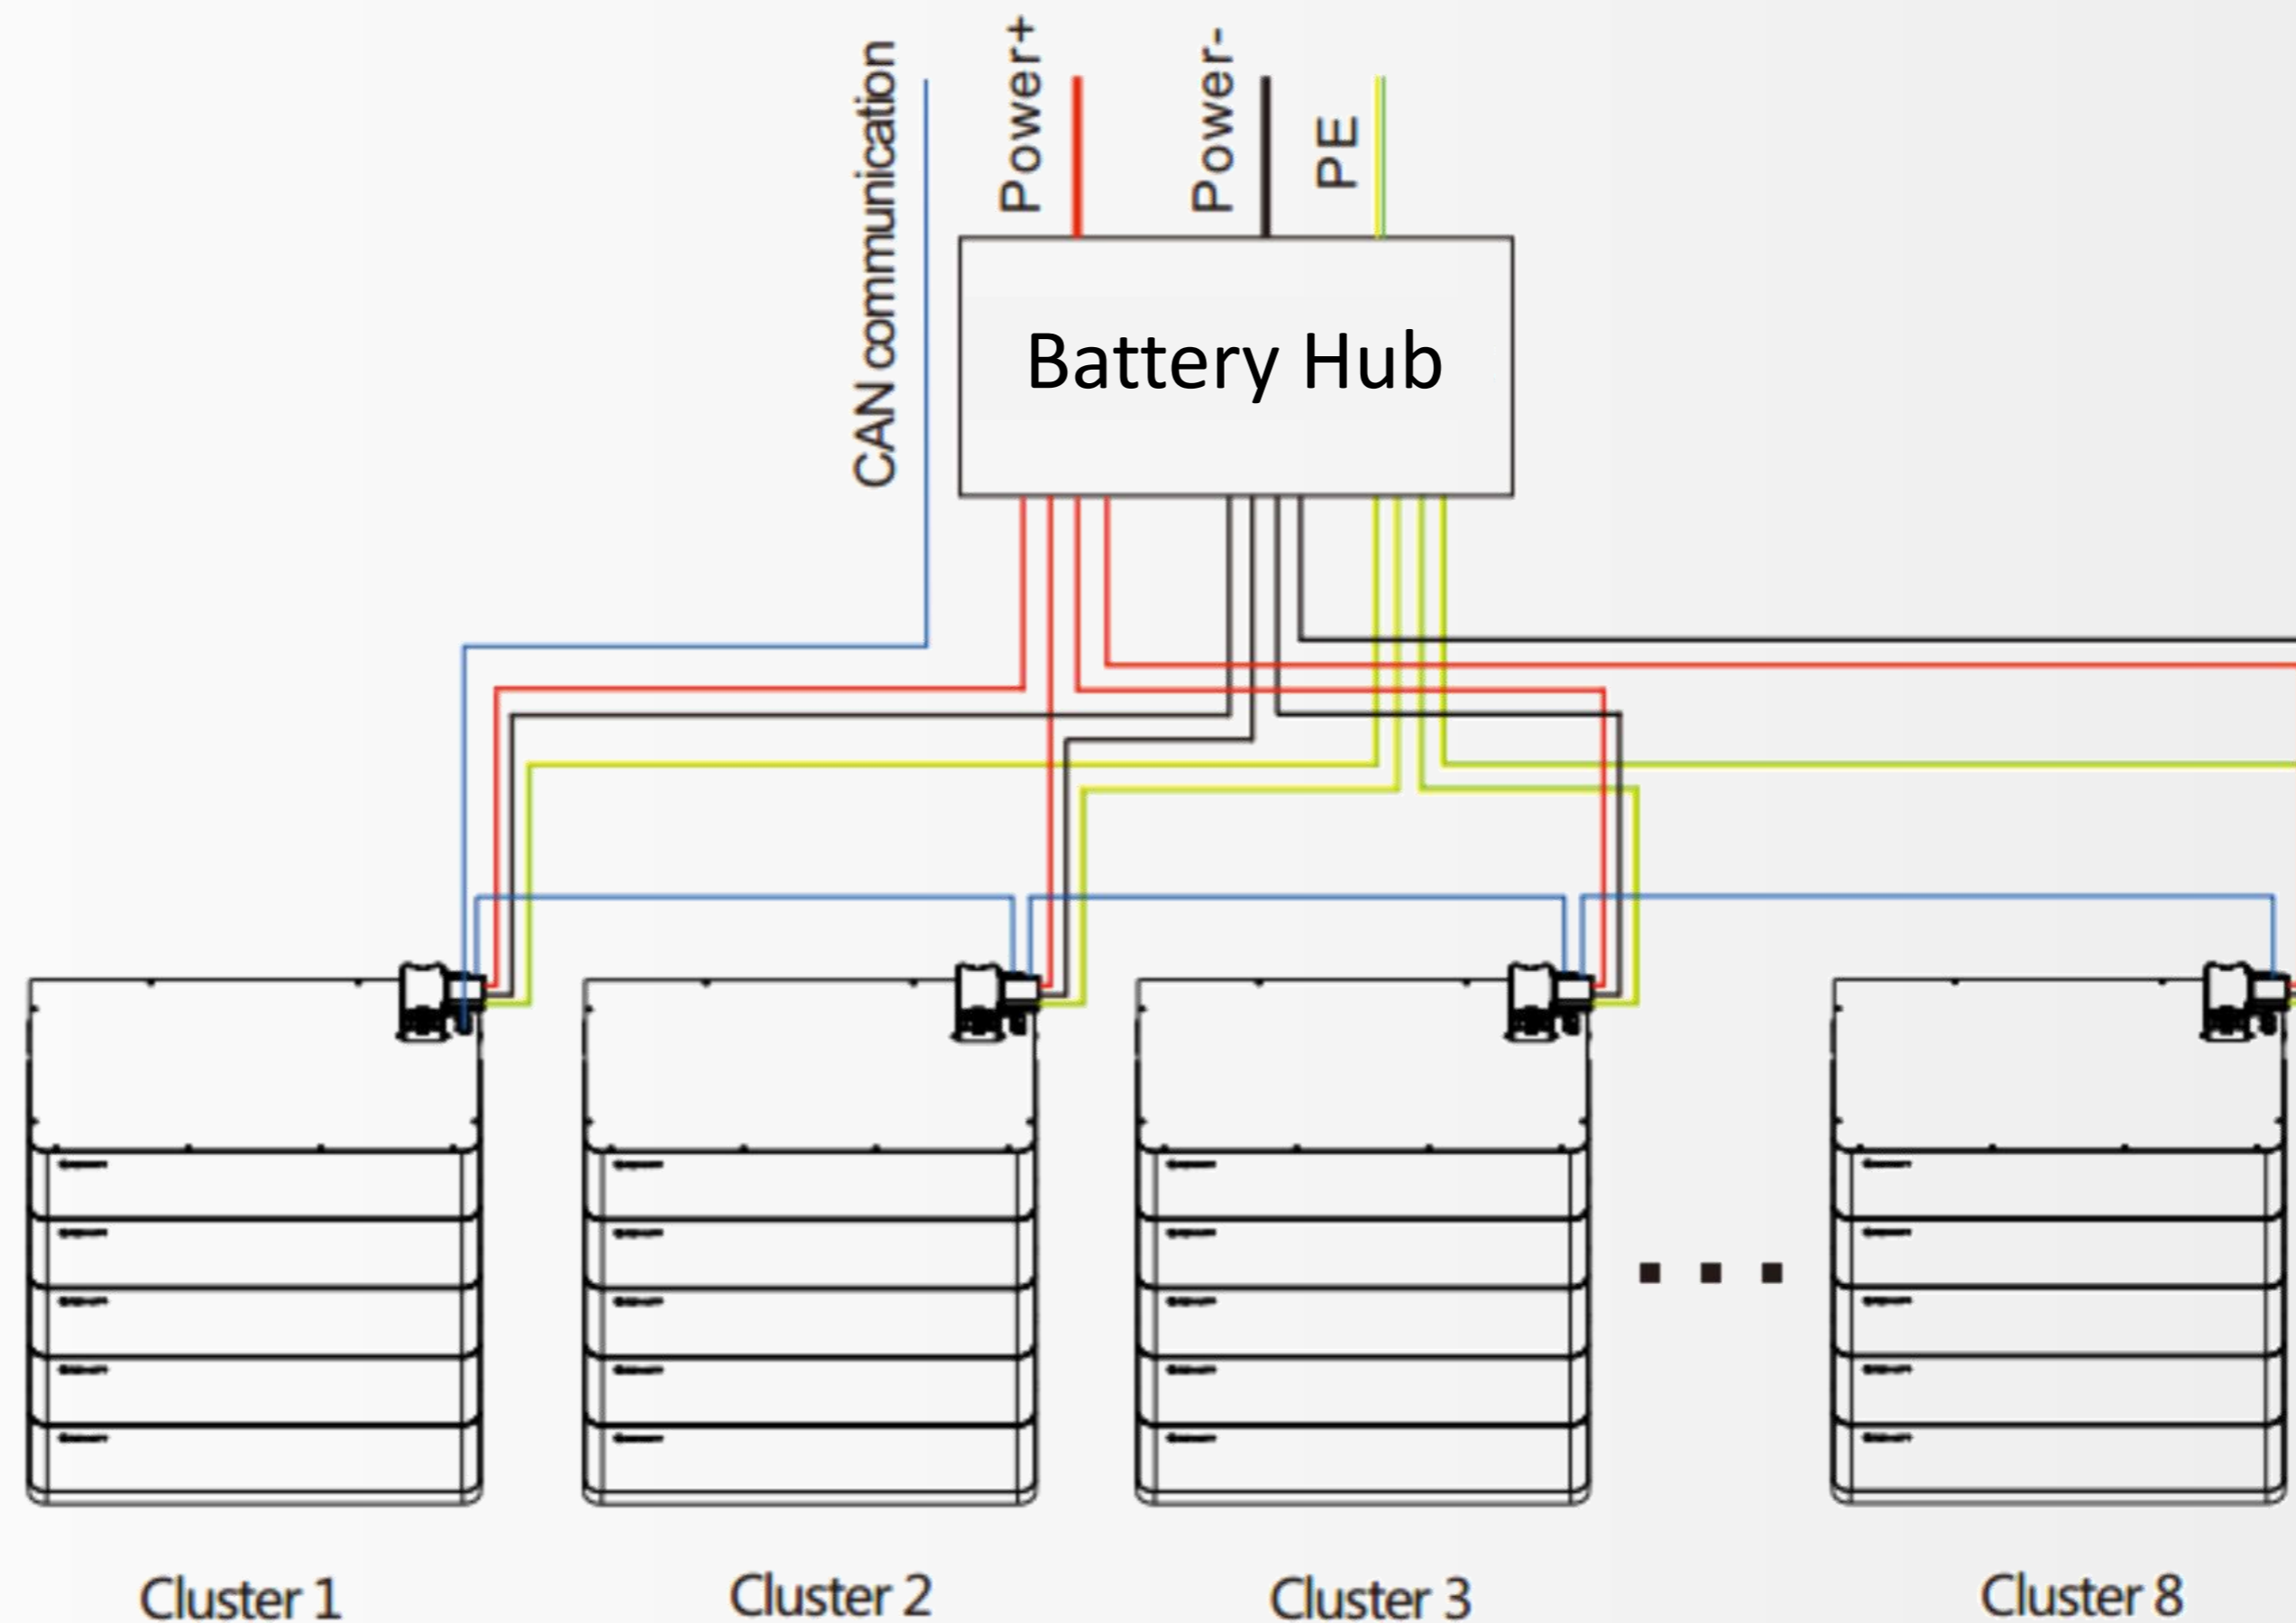 CAN communication
Power+
Power-
PE
Battery Hub
Cluster 1
Cluster 2
Cluster 3
Cluster 8